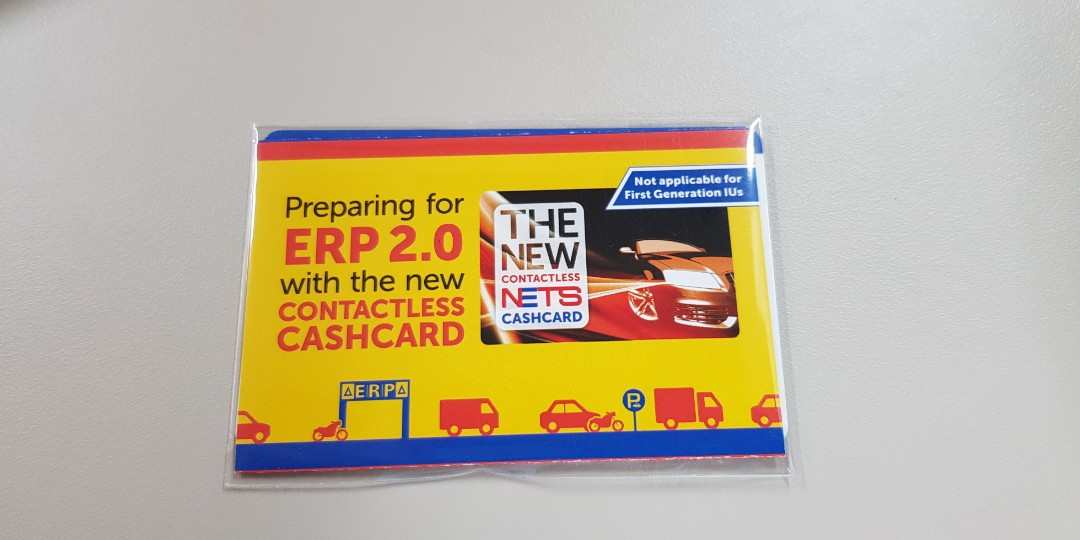 Preparing for
ERP 2.0
with the new
CONTACTLESS
CASHCARD
Not applicable for
First Generation IUs
THE
NEW
CONTACTLESS
NETS
CASHCARD
ERP
P